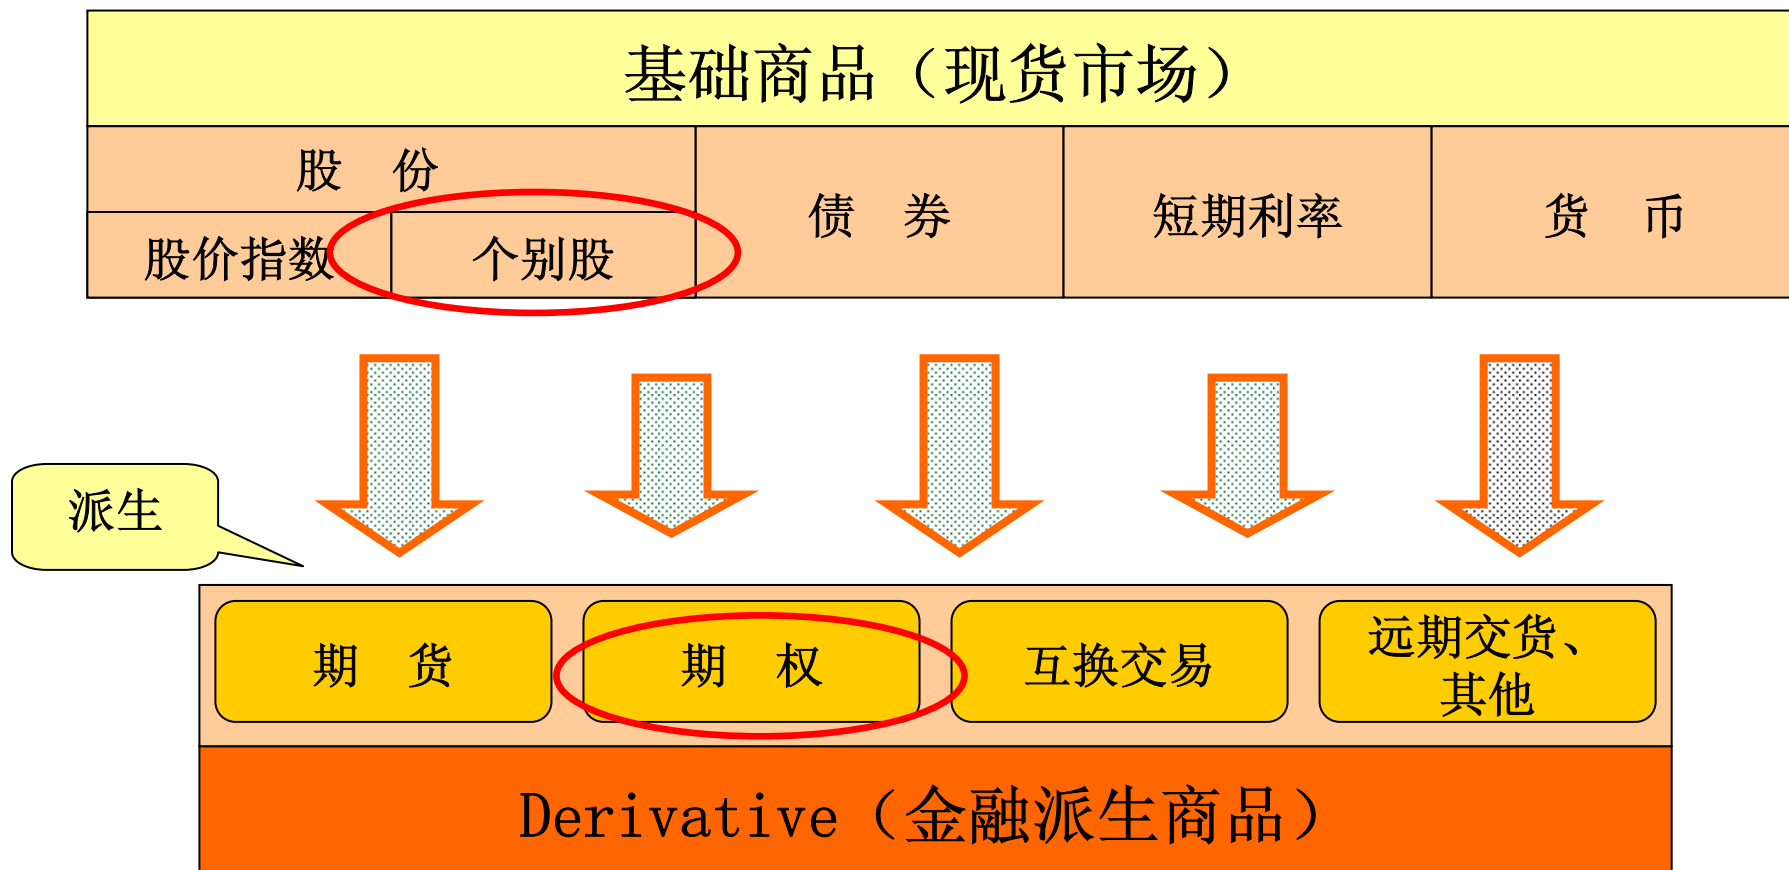 基础商品（现货市场）
股 份
债 券
短期利率
货 币
股价指数
个别股
派生
期 货
期 权
互换交易
远期交货、
其他
Derivative（金融派生商品）